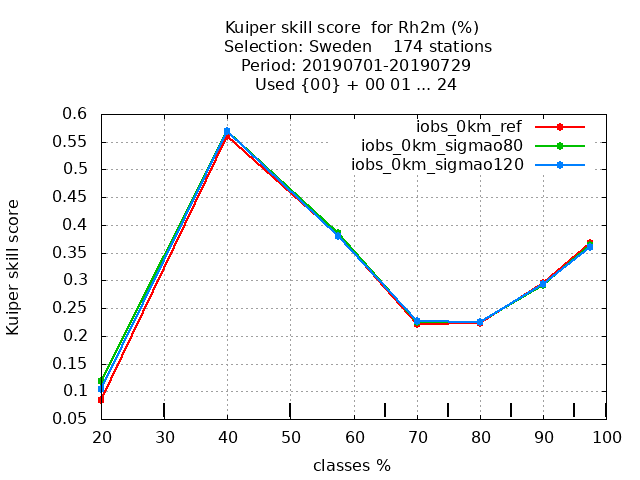 Kuiper skill score  for Rh2m (%)
Selection: Sweden    174 stations
Period: 20190701-20190729
Used {00} + 00 01 ... 24
iobs_0km_ref
iobs_0km_sigmao80
iobs_0km_sigmao120
Kuiper skill score
0.6
0.55
0.5
0.45
0.4
0.35
0.3
0.25
0.2
0.15
0.1
0.05
20 30 40 50 60 70 80 90 100
classes %